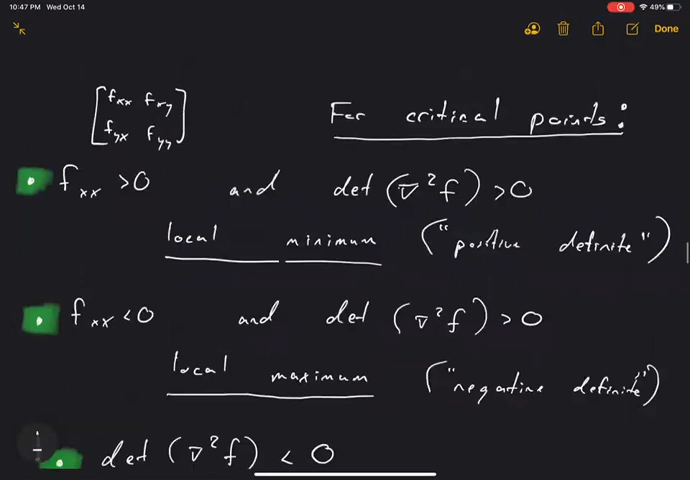 10:47 PM Wed Oct 14
49%
Done
[fxx fxy
fyx fyy]
For critical points:
fxx >0 and det (∇²f) >0
local minimum ("positive definite")
fxx <0 and det (∇²f) > 0
local maximum ("negative definite")
det (∇²f) < 0